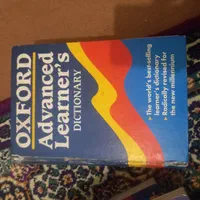 OXFORD
Advanced
Learner's
DICTIONARY
The world's best-selling
learner's dictionary
Radically revised for
the new millennium